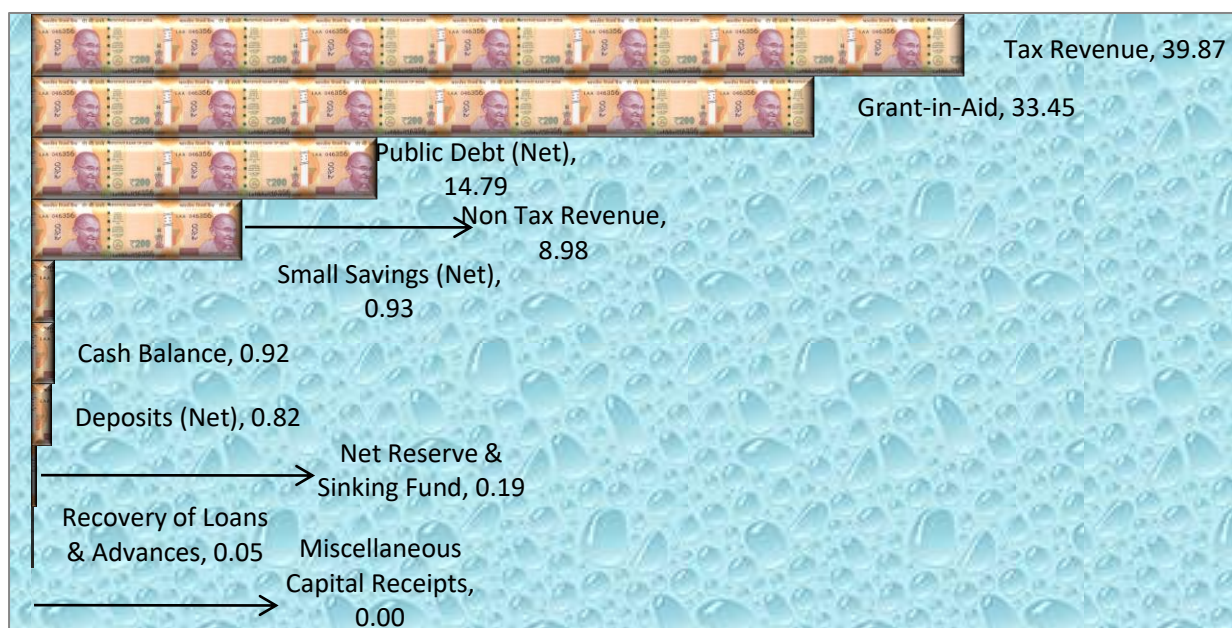 Tax Revenue, 39.87
Grant-in-Aid, 33.45
Public Debt (Net),
14.79
Non Tax Revenue,
8.98
Small Savings (Net),
0.93
Cash Balance, 0.92
Deposits (Net), 0.82
Net Reserve &
Sinking Fund, 0.19
Recovery of Loans
& Advances, 0.05
Miscellaneous
Capital Receipts,
0.00